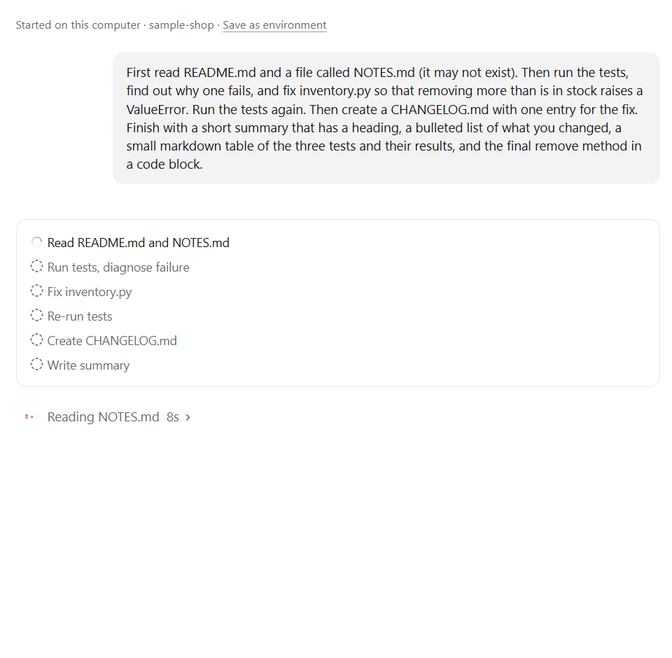 Started on this computer · sample-shop · Save as environment
First read README.md and a file called NOTES.md (it may not exist). Then run the tests,
find out why one fails, and fix inventory.py so that removing more than is in stock raises a
ValueError. Run the tests again. Then create a CHANGELOG.md with one entry for the fix.
Finish with a short summary that has a heading, a bulleted list of what you changed, a
small markdown table of the three tests and their results, and the final remove method in
a code block.
Read README.md and NOTES.md
Run tests, diagnose failure
Fix inventory.py
Re-run tests
Create CHANGELOG.md
Write summary
Reading NOTES.md 8s